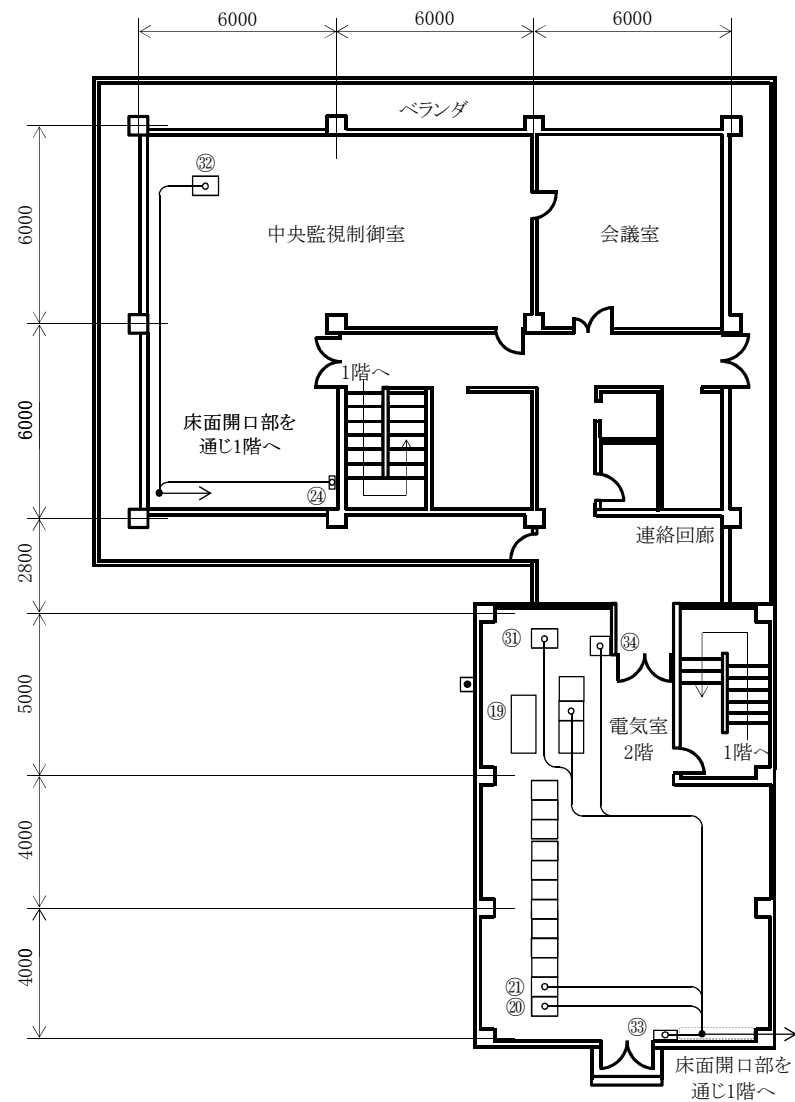 6000
6000
6000
ベランダ
㉜
6000
中央監視制御室
会議室
1階へ
6000
床面開口部を
通じ1階へ
㉔
2800
連絡回廊
㉛
㉞
5000
⑲
電気室
2階
1階へ
4000
4000
㉑
⑳
㉝
床面開口部を
通じ1階へ